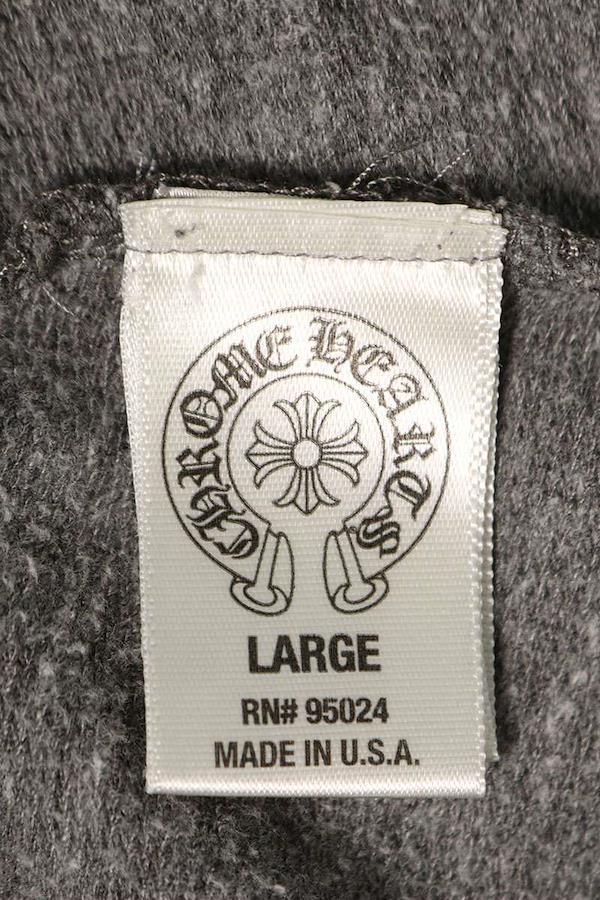 CHROME HEARTS
LARGE
RN# 95024
MADE IN U.S.A.